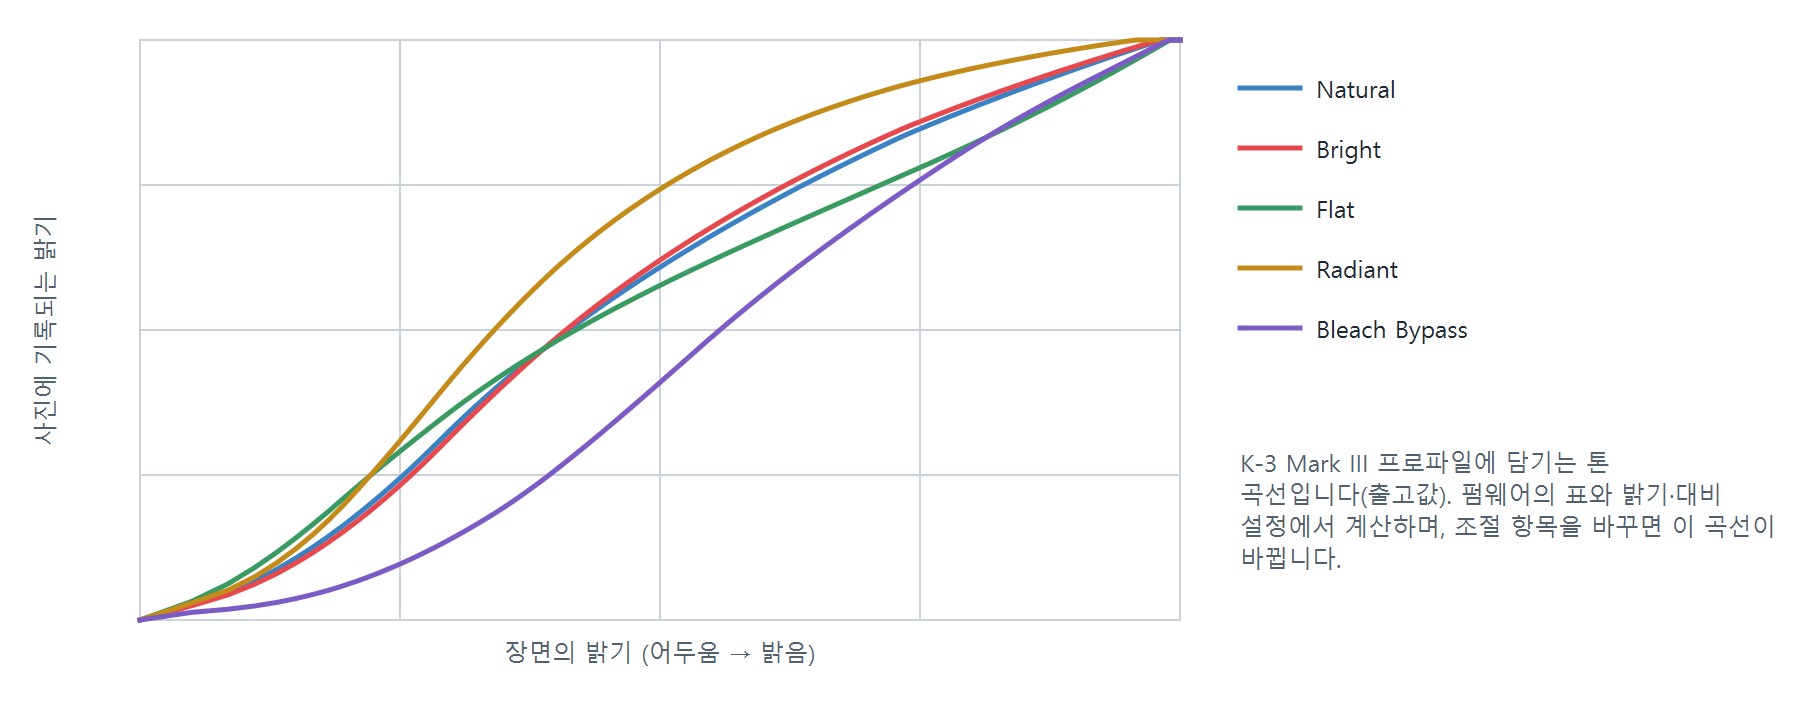 사진에 기록되는 밝기
장면의 밝기 (어두움 → 밝음)
Natural
Bright
Flat
Radiant
Bleach Bypass
K-3 Mark III 프로파일에 담기는 톤
곡선입니다(출고값). 펌웨어의 표와 밝기·대비
설정에서 계산하며, 조절 항목을 바꾸면 이 곡선이
바뀝니다.